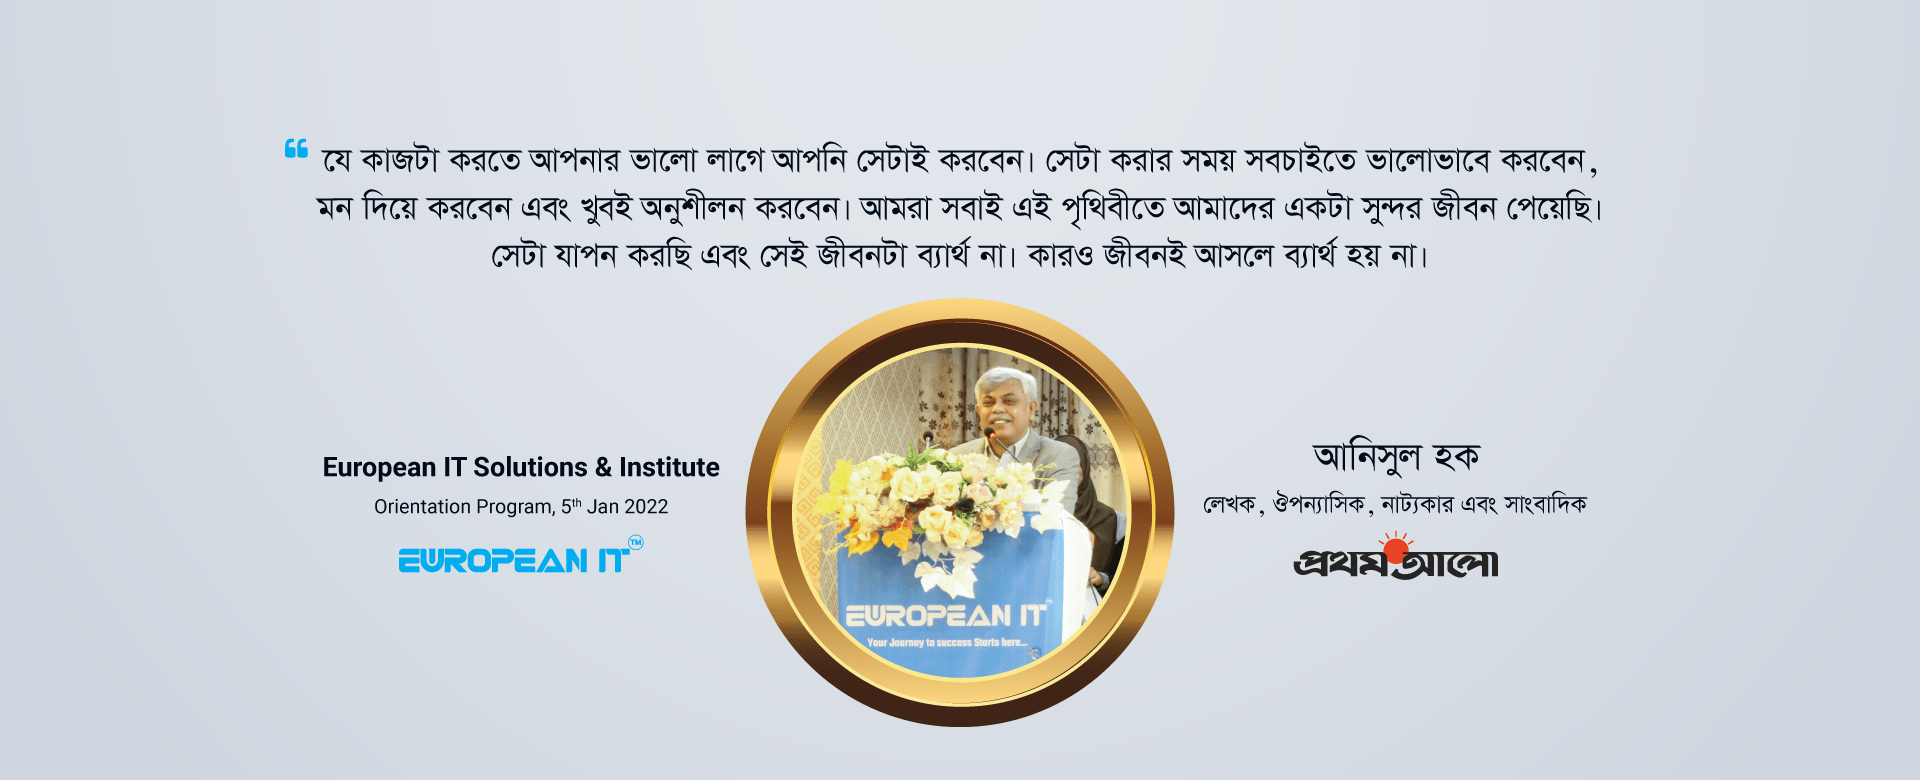 “ যে কাজটা করতে আপনার ভালো লাগে আপনি সেটাই করবেন। সেটা করার সময় সবচাইতে ভালোভাবে করবেন,
মন দিয়ে করবেন এবং খুবই অনুশীলন করবেন। আমরা সবাই এই পৃথিবীতে আমাদের একটা সুন্দর জীবন পেয়েছি।
সেটা যাপন করছি এবং সেই জীবনটা ব্যার্থ না। কারও জীবনই আসলে ব্যার্থ হয় না।
European IT Solutions & Institute
Orientation Program, 5th Jan 2022
EUROPEAN IT™
EUROPEAN IT
Your Journey to success Starts here...
আনিসুল হক
লেখক, ঔপন্যাসিক, নাট্যকার এবং সাংবাদিক
প্রথম আলো